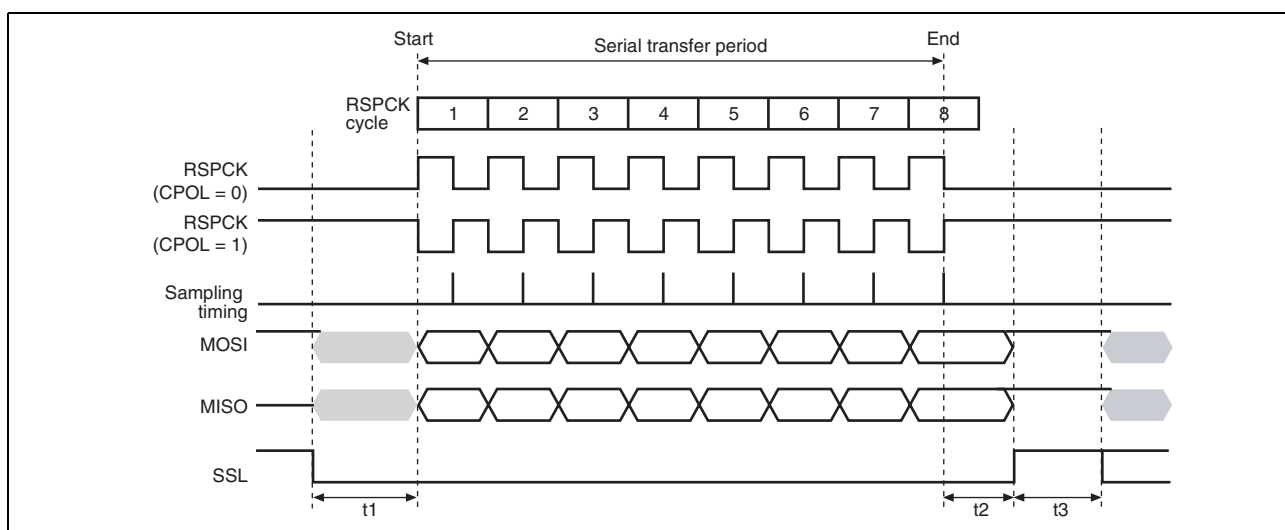 Start
Serial transfer period
End
RSPCK
cycle
1 2 3 4 5 6 7 8
RSPCK
(CPOL = 0)
RSPCK
(CPOL = 1)
Sampling
timing
MOSI
MISO
SSL
t1
t2
t3